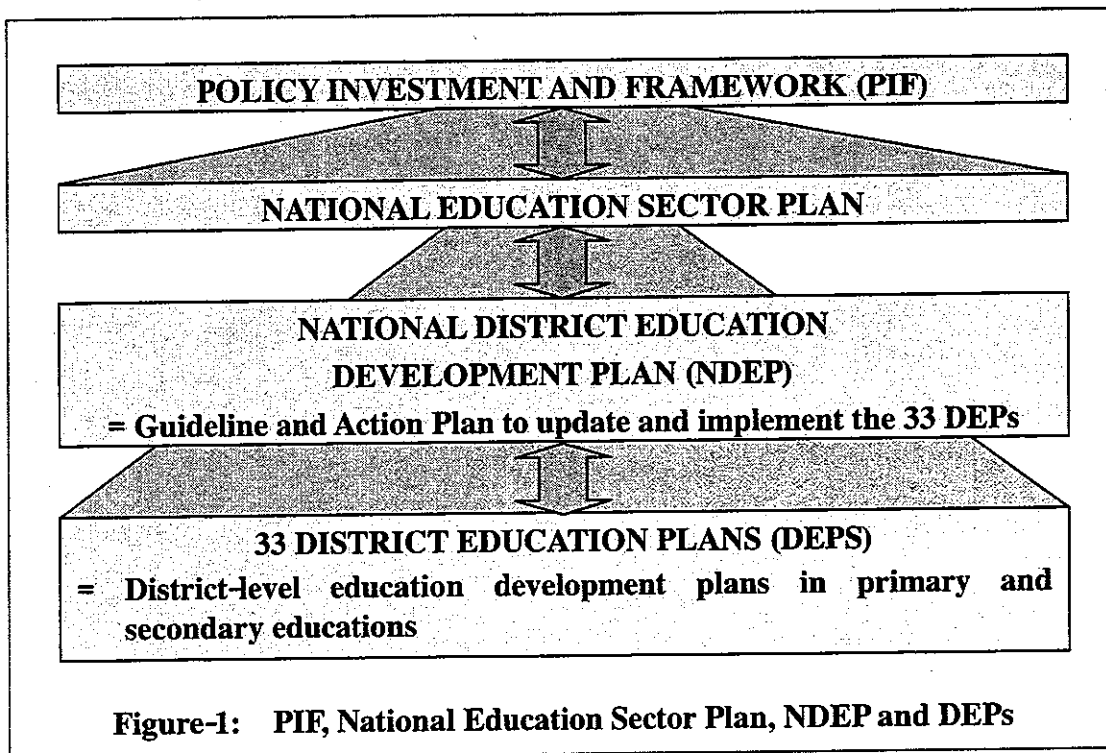 POLICY INVESTMENT AND FRAMEWORK (PIF)
NATIONAL EDUCATION SECTOR PLAN
NATIONAL DISTRICT EDUCATION
DEVELOPMENT PLAN (NDEP)
= Guideline and Action Plan to update and implement the 33 DEPs
33 DISTRICT EDUCATION PLANS (DEPS)
= District-level education development plans in primary and
secondary educations
Figure-1: PIF, National Education Sector Plan, NDEP and DEPs